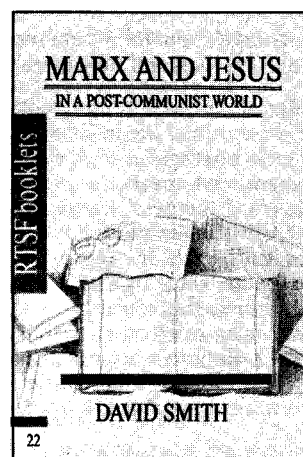 MARX AND JESUS
IN A POST-COMMUNIST WORLD
RTSF booklets
DAVID SMITH
22